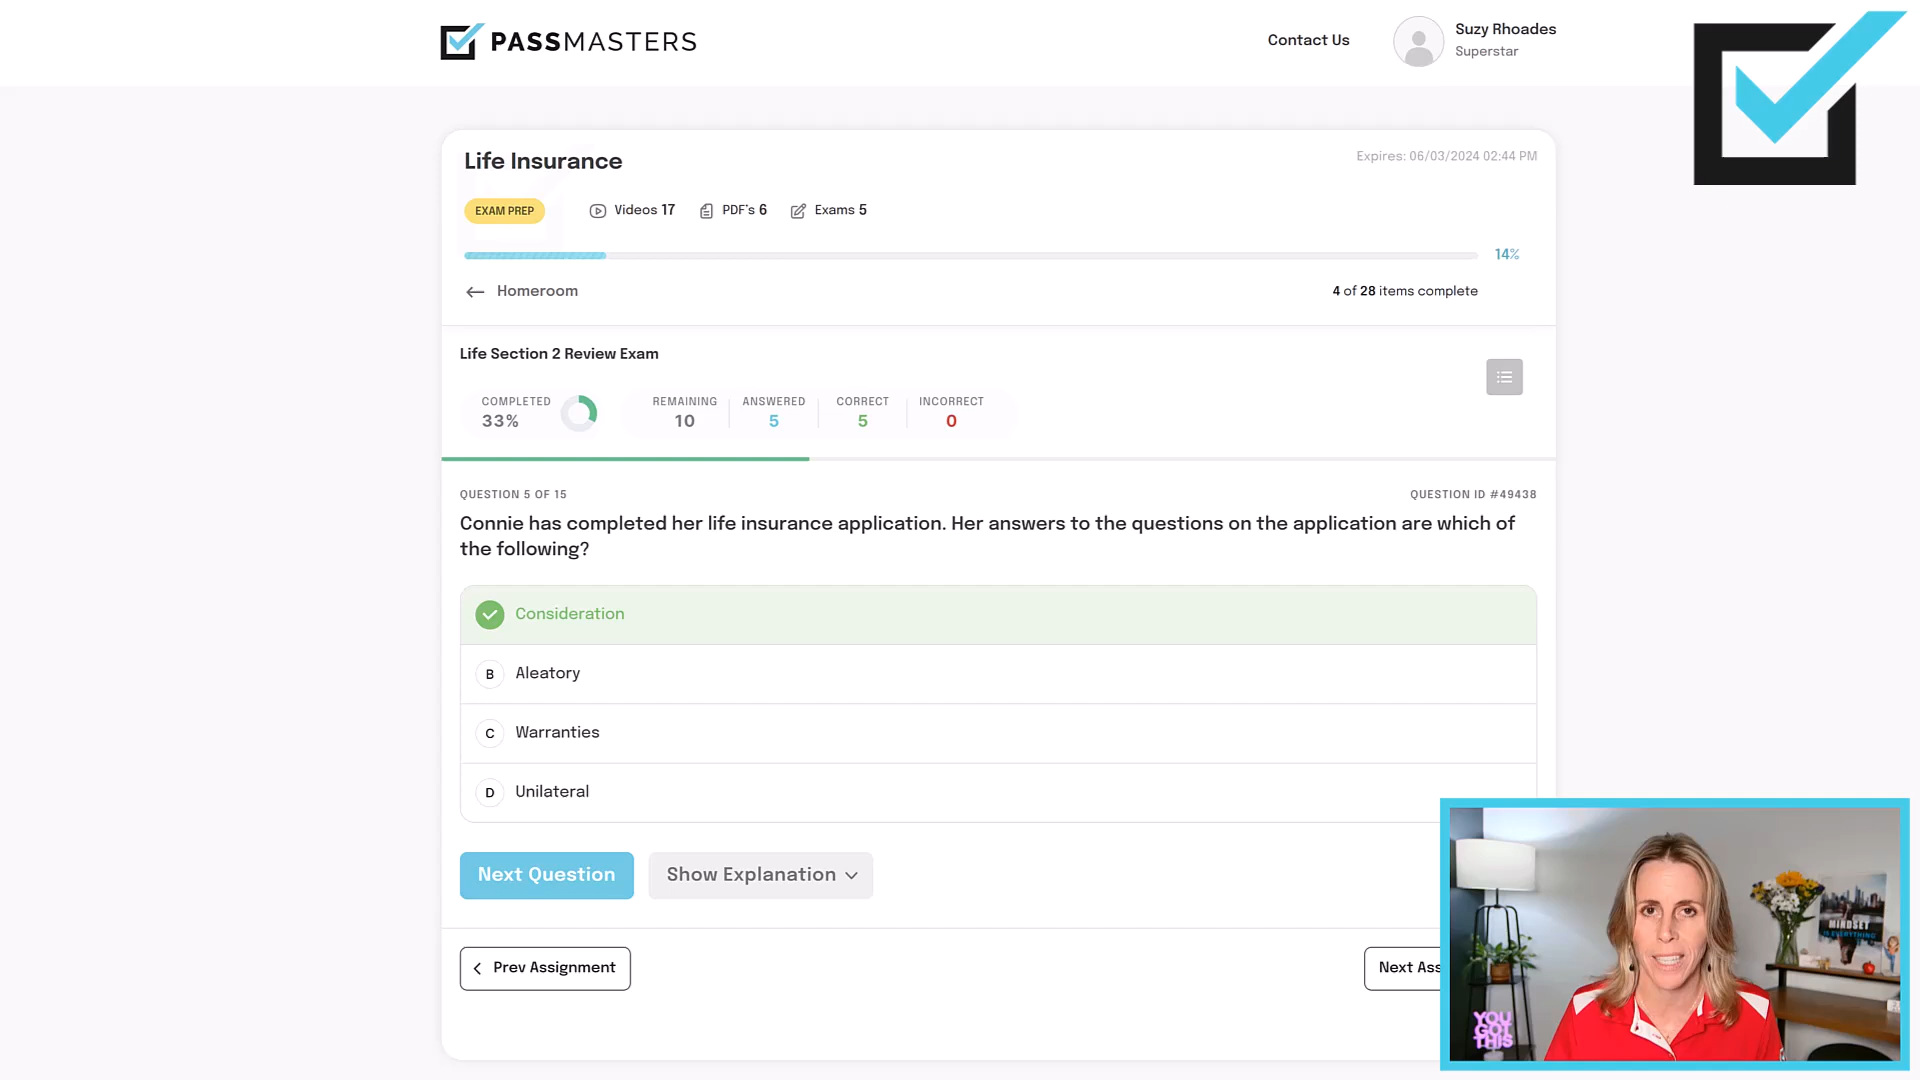 PASSMASTERS
Contact Us
Suzy Rhoades
Superstar
Life Insurance
Expires: 06/03/2024 02:44 PM
EXAM PREP
Videos 17
PDF's 6
Exams 5
14%
Homeroom
4 of 28 items complete
Life Section 2 Review Exam
COMPLETED
33%
REMAINING
10
ANSWERED
5
CORRECT
5
INCORRECT
0
QUESTION 5 OF 15
QUESTION ID #49438
Connie has completed her life insurance application. Her answers to the questions on the application are which of
the following?
Consideration
B Aleatory
C Warranties
D Unilateral
Next Question
Show Explanation
Prev Assignment
Next Ass
MINDSET
IS EVERYTHING
YOU
GOT
THIS